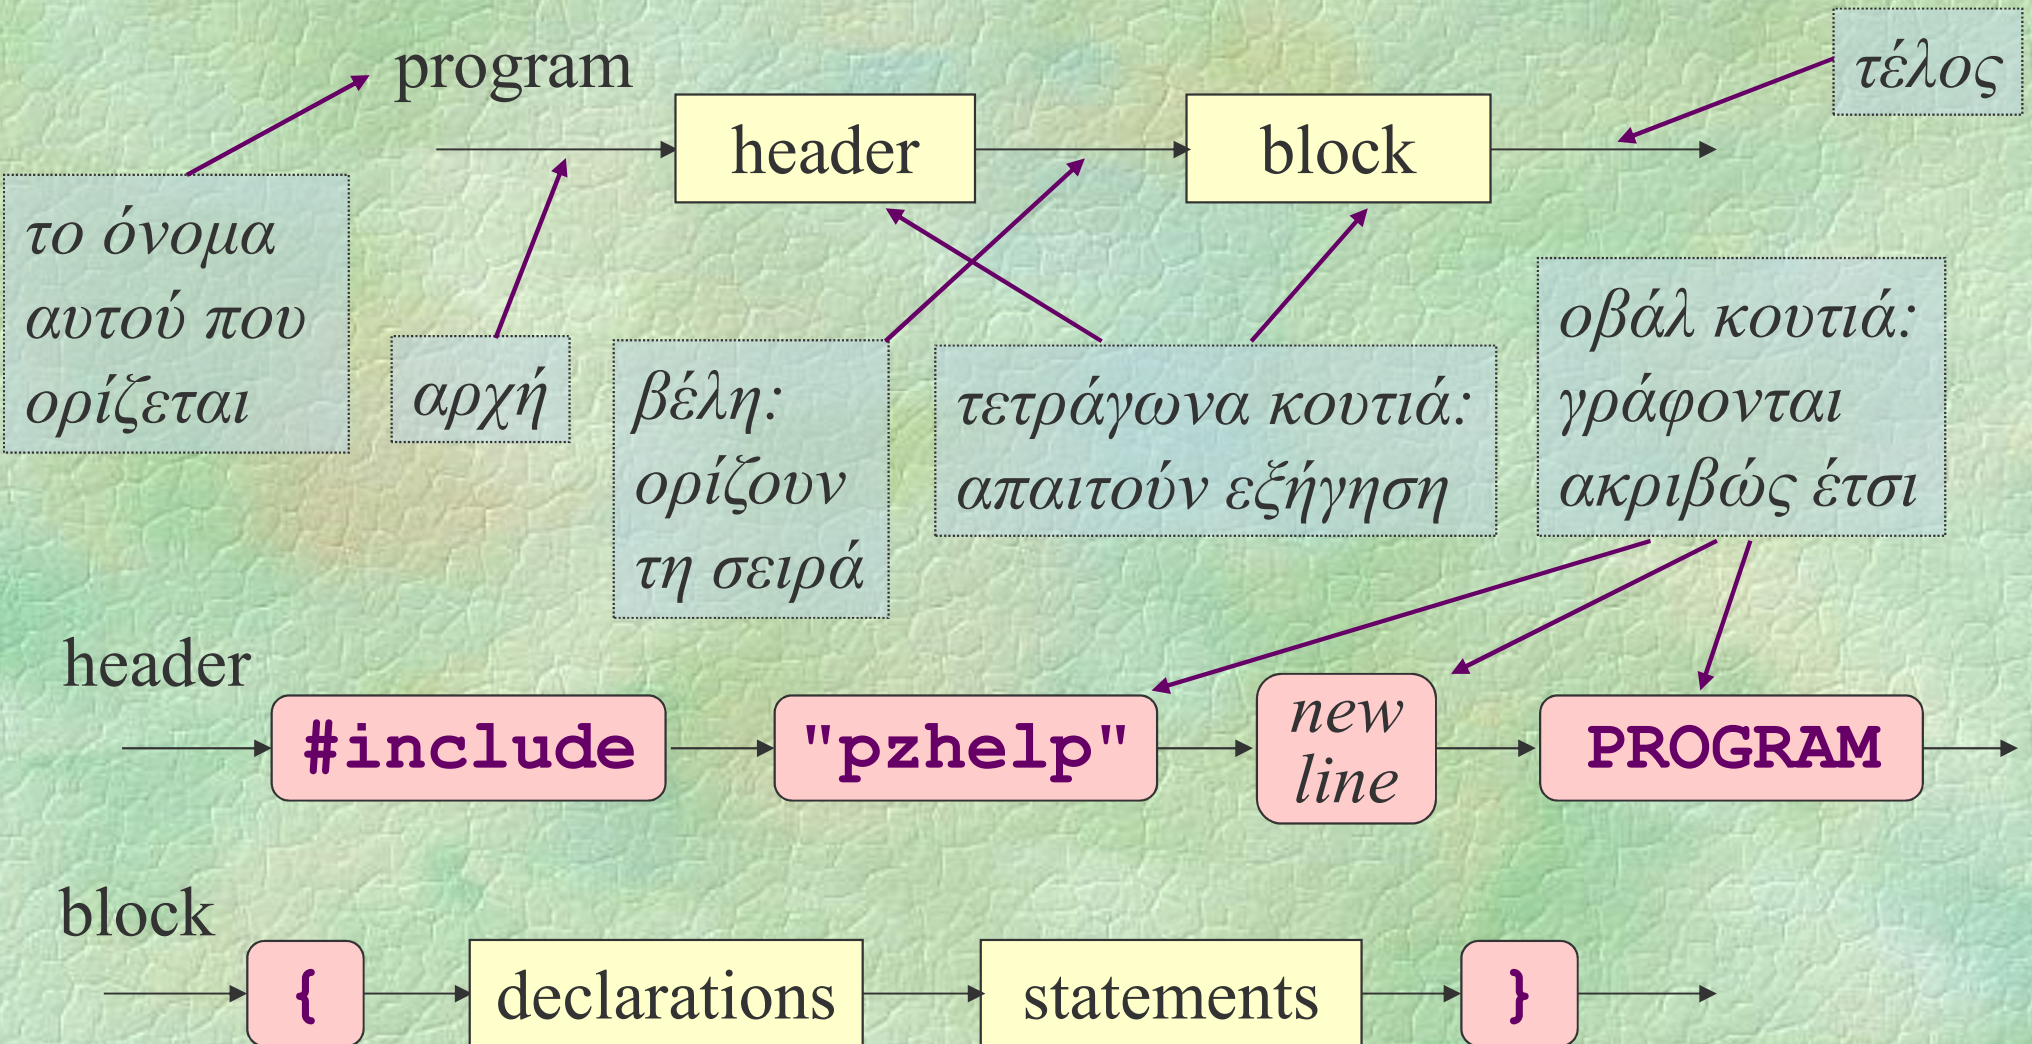 program
τέλος
header
block
το όνομα
αυτού που
ορίζεται
αρχή
βέλη:
ορίζουν
τη σειρά
τετράγωνα κουτιά:
απαιτούν εξήγηση
οβάλ κουτιά:
γράφονται
ακριβώς έτσι
header
#include
"pzhelp"
new
line
PROGRAM
block
{
declarations
statements
}